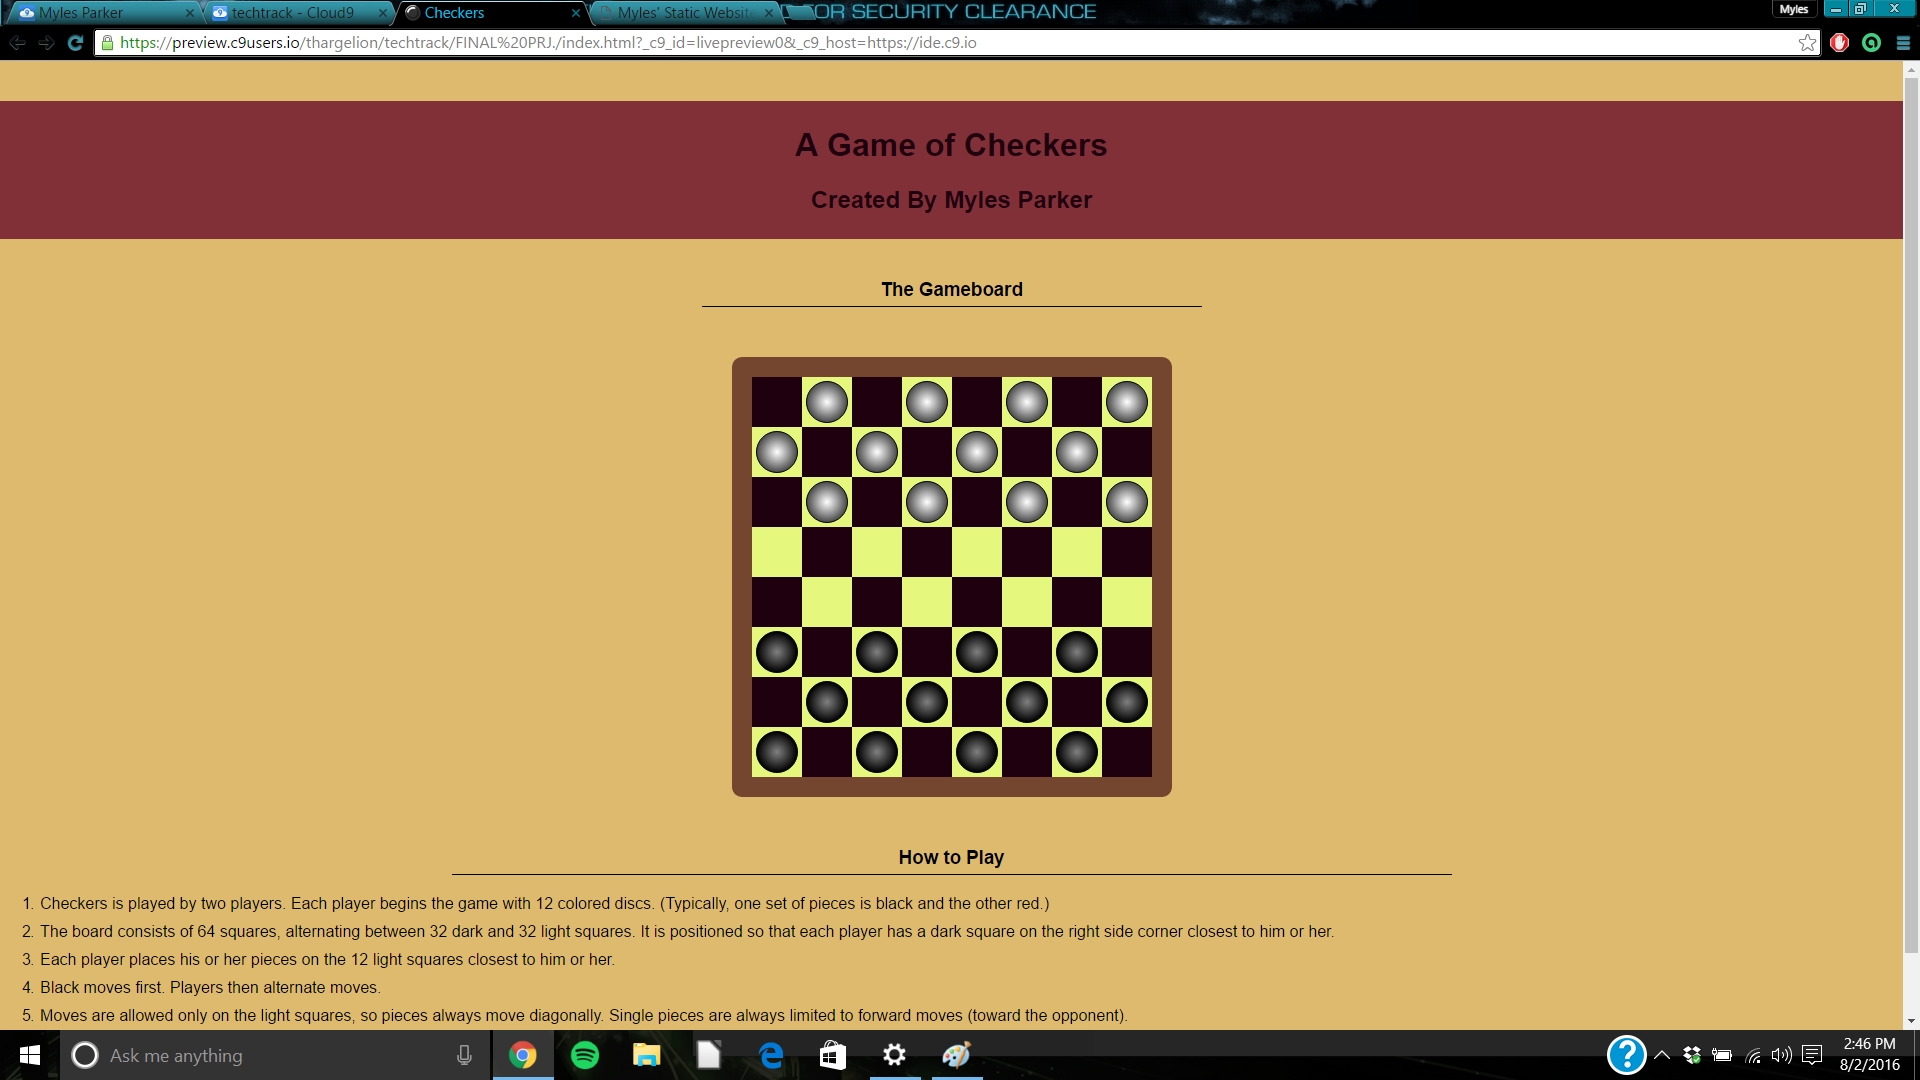 Myles Parker
techtrack - Cloud9
Checkers
Myles' Static Website
FOR SECURITY CLEARANCE
Myles
https://preview.c9users.io/thargelion/techtrack/FINAL%20PRJ./index.html?_c9_id=livepreview0&_c9_host=https://ide.c9.io
A Game of Checkers
Created By Myles Parker
The Gameboard
How to Play
1. Checkers is played by two players. Each player begins the game with 12 colored discs. (Typically, one set of pieces is black and the other red.)
2. The board consists of 64 squares, alternating between 32 dark and 32 light squares. It is positioned so that each player has a dark square on the right side corner closest to him or her.
3. Each player places his or her pieces on the 12 light squares closest to him or her.
4. Black moves first. Players then alternate moves.
5. Moves are allowed only on the light squares, so pieces always move diagonally. Single pieces are always limited to forward moves (toward the opponent).
Ask me anything
2:46 PM
8/2/2016